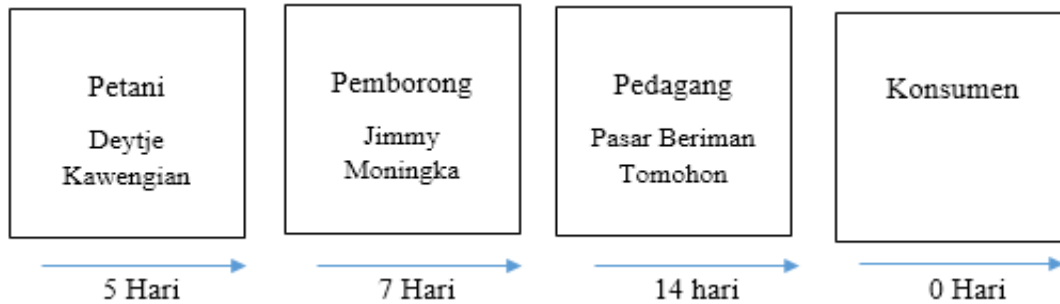 Petani
Deytje
Kawengian
Pemborong
Jimmy
Moningka
Pedagang
Pasar Beriman
Tomohon
Konsumen
5 Hari
7 Hari
14 hari
0 Hari